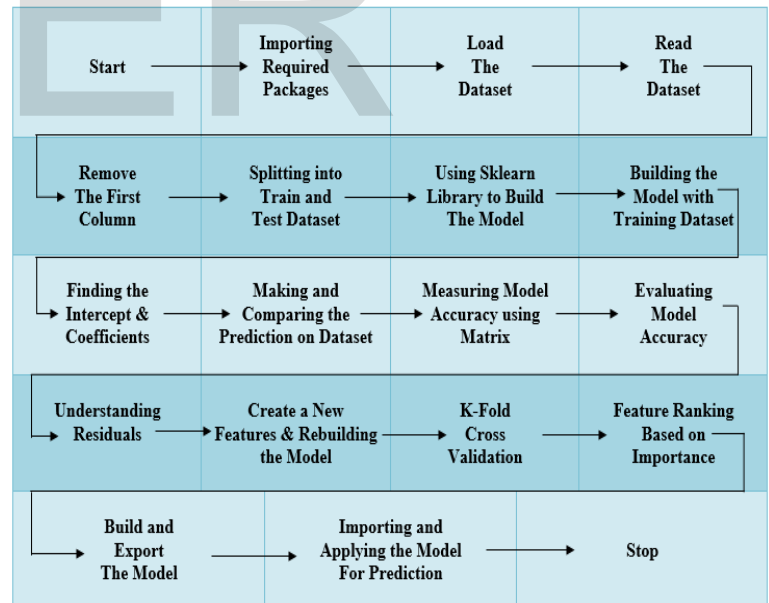 ER
Start
Importing
Required
Packages
Load
The
Dataset
Read
The
Dataset
Remove
The First
Column
Splitting into
Train and
Test Dataset
Using Sklearn
Library to Build
The Model
Building the
Model with
Training Dataset
Finding the
Intercept &
Coefficients
Making and
Comparing the
Prediction on Dataset
Measuring Model
Accuracy using
Matrix
Evaluating
Model
Accuracy
Understanding
Residuals
Create a New
Features & Rebuilding
the Model
K-Fold
Cross
Validation
Feature Ranking
Based on
Importance
Build and
Export
The Model
Importing and
Applying the Model
For Prediction
Stop